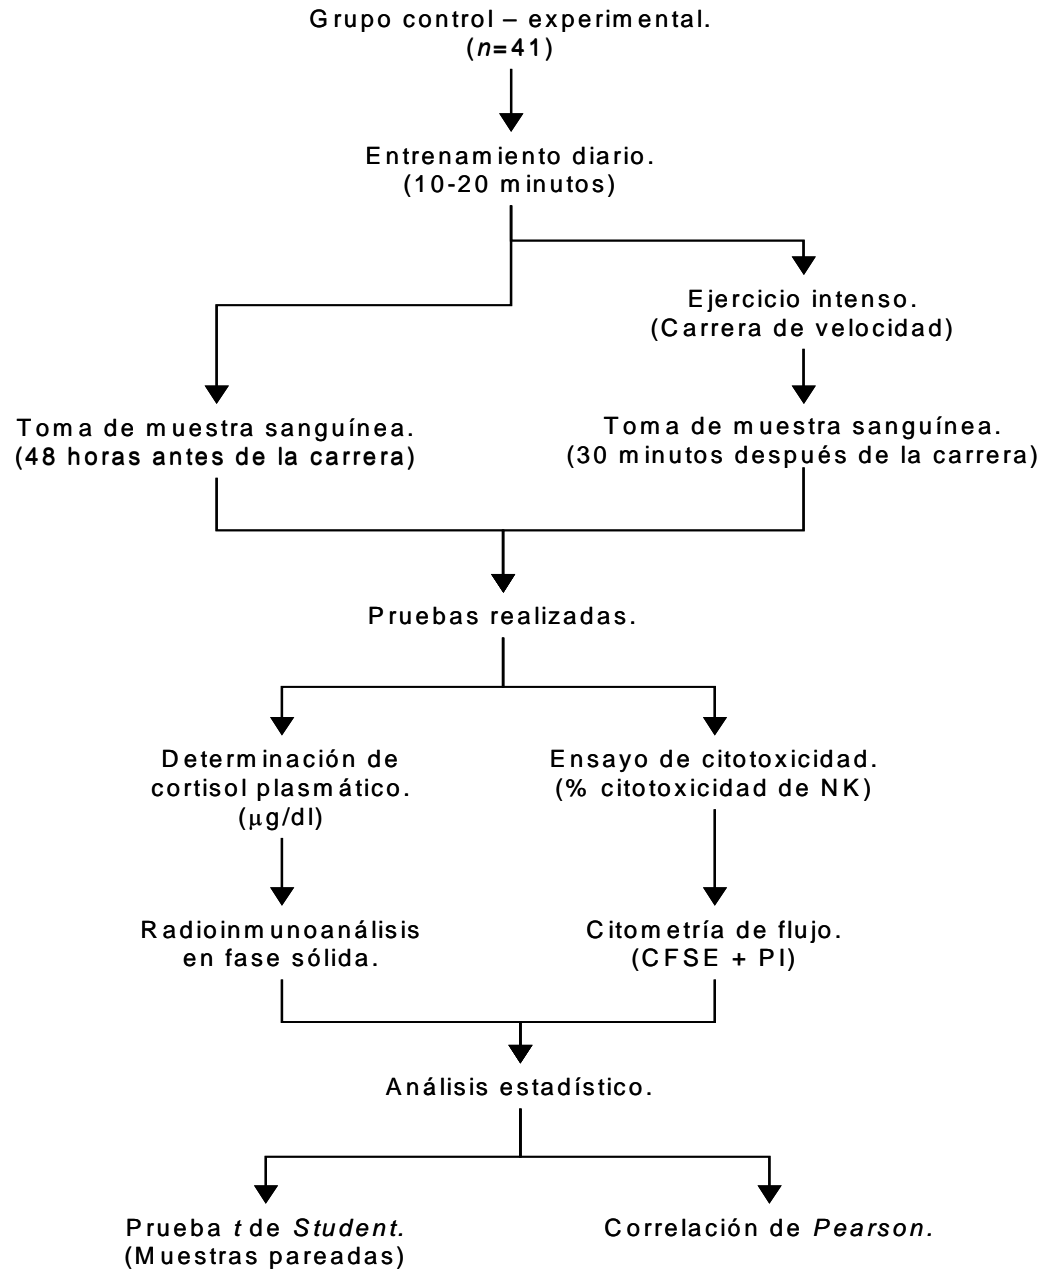 Grupo control – experimental.
(n=41)
Entrenamiento diario.
(10-20 minutos)
Ejercicio intenso.
(Carrera de velocidad)
Toma de muestra sanguínea.
(48 horas antes de la carrera)
Toma de muestra sanguínea.
(30 minutos después de la carrera)
Pruebas realizadas.
Determinación de
cortisol plasmático.
(μg/dl)
Ensayo de citotoxicidad.
(% citotoxicidad de NK)
Radioinmunoanálisis
en fase sólida.
Citometría de flujo.
(CFSE + PI)
Análisis estadístico.
Prueba t de Student.
(Muestras pareadas)
Correlación de Pearson.